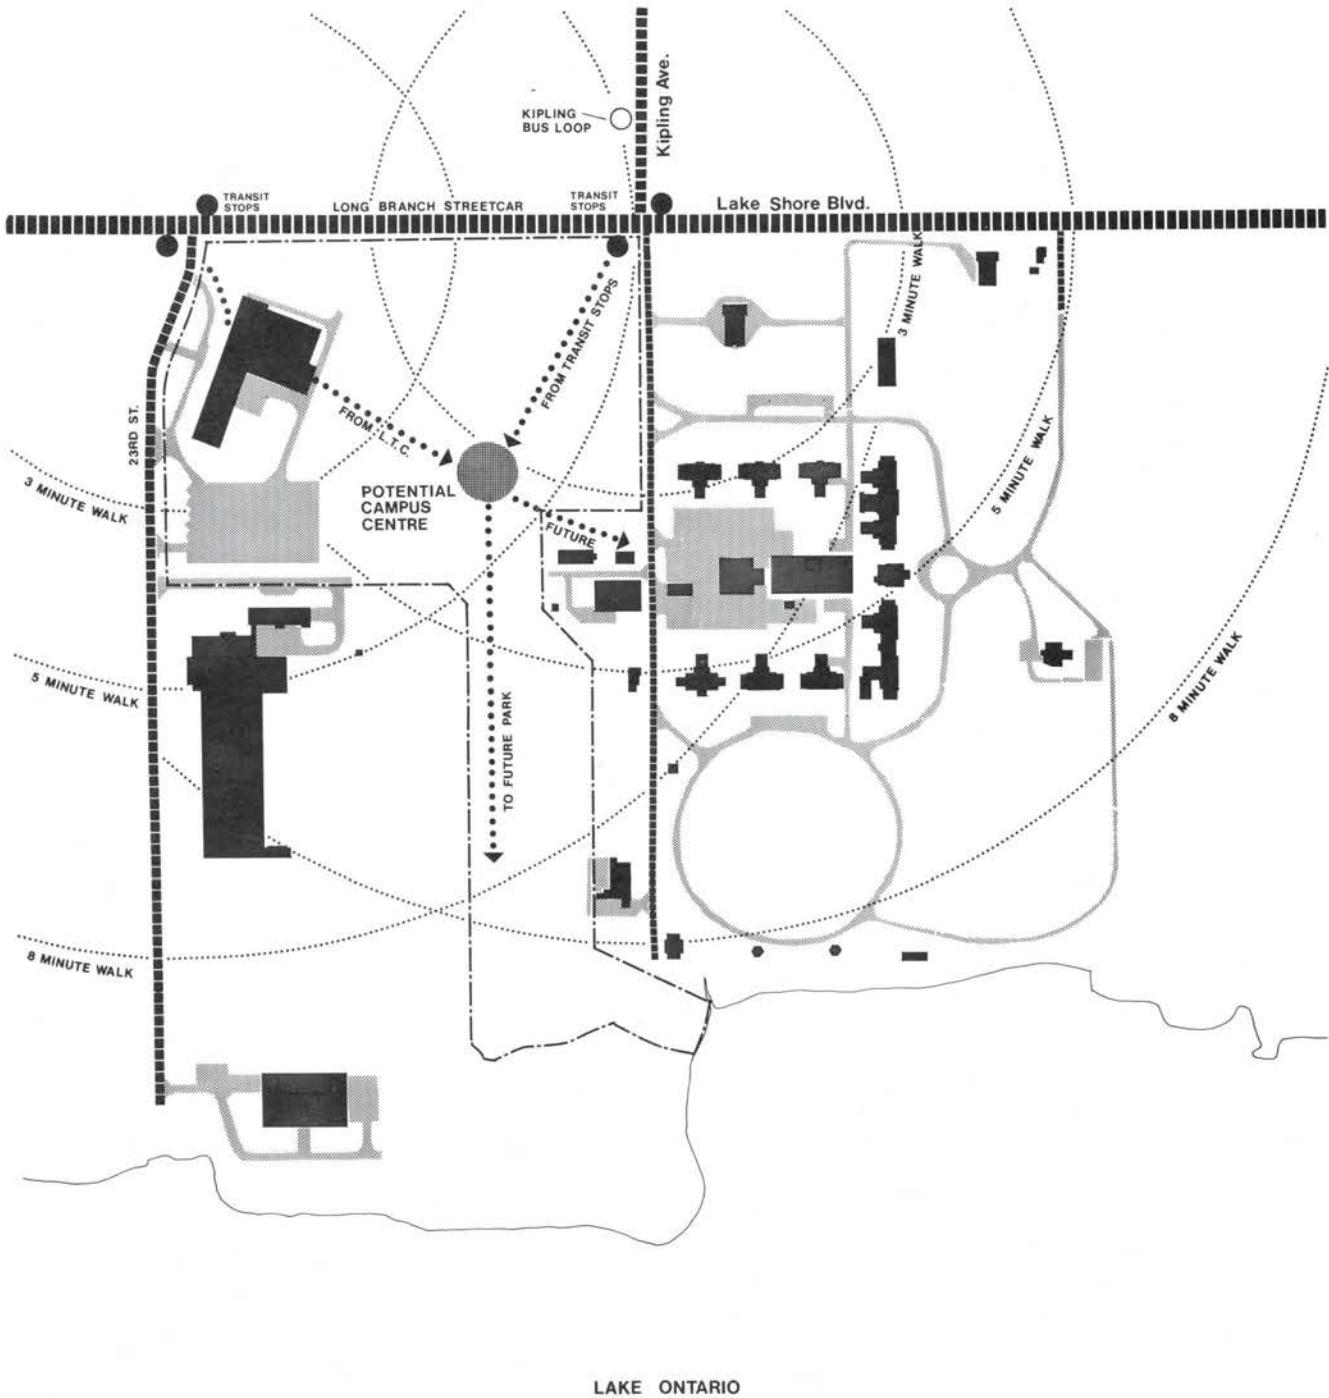 KIPLING
BUS LOOP
Kipling Ave.
TRANSIT
STOPS
LONG BRANCH STREETCAR
TRANSIT
STOPS
Lake Shore Blvd.
3 MINUTE WALK
FROM TRANSIT STOPS
23RD ST.
FROM L.T.C.
5 MINUTE WALK
3 MINUTE WALK
POTENTIAL
CAMPUS
CENTRE
FUTURE
5 MINUTE WALK
8 MINUTE WALK
TO FUTURE PARK
8 MINUTE WALK
LAKE ONTARIO